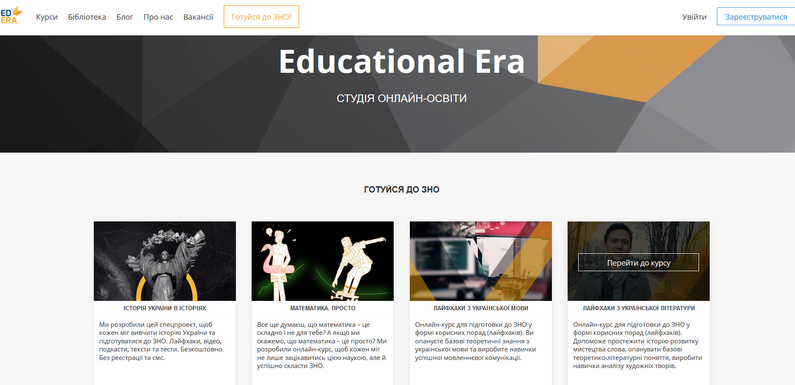 ED
ERA
Курси Бібліотека Блог Про нас Вакансії Готуйся до ЗНО! Увійти Зареєструватися
Educational Era
СТУДІЯ ОНЛАЙН-ОСВІТИ
ГОТУЙСЯ ДО ЗНО
Перейти до курсу
ІСТОРІЯ УКРАЇНИ В ІСТОРІЯХ
Ми розробили цей спецпроект, щоб
кожен міг вивчити історію України та
підготуватися до ЗНО. Лайфхаки, відео,
подкасти, тексти та тести. Безкоштовно.
Без реєстрації та смс.
МАТЕМАТИКА. ПРОСТО
Все ще думаєш, що математика – це
складно і не для тебе? А якщо ми
скажемо, що математика – це просто? Ми
розробили онлайн-курс, щоб кожен міг
не лише зацікавитись цією наукою, але й
успішно скласти ЗНО.
ЛАЙФХАКИ З УКРАЇНСЬКОЇ МОВИ
Онлайн-курс для підготовки до ЗНО у
формі корисних порад (лайфхаків). Ви
опануєте базові теоретичні знання з
української мови та виробите навички
успішної мовленнєвої комунікації.
ЛАЙФХАКИ З УКРАЇНСЬКОЇ ЛІТЕРАТУРИ
Онлайн-курс для підготовки до ЗНО у
формі корисних порад (лайфхаків).
Допоможе простежити історію розвитку
мистецтва слова, опанувати базові
теоретико-літературні поняття, виробити
навички аналізу художніх творів.